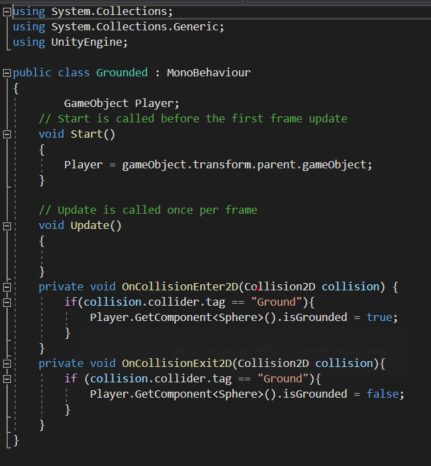 using System.Collections;
using System.Collections.Generic;
using UnityEngine;
public class Grounded : MonoBehaviour
{
GameObject Player;
// Start is called before the first frame update
void Start()
{
Player = gameObject.transform.parent.gameObject;
}
// Update is called once per frame
void Update()
{
}
private void OnCollisionEnter2D(Collision2D collision) {
if(collision.collider.tag == "Ground"){
Player.GetComponent<Sphere>().isGrounded = true;
}
}
private void OnCollisionExit2D(Collision2D collision){
if (collision.collider.tag == "Ground"){
Player.GetComponent<Sphere>().isGrounded = false;
}
}
}